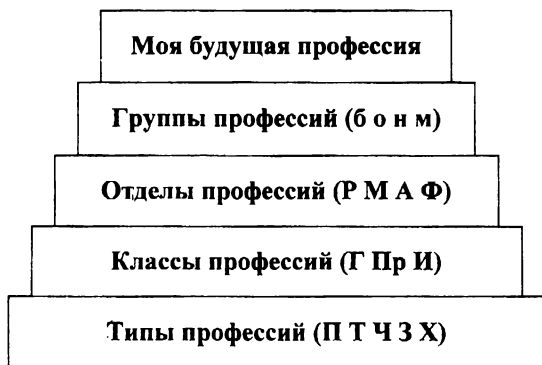 Моя будущая профессия
Группы профессий (б о н м)
Отделы профессий (Р М А Ф)
Классы профессий (Г Пр И)
Типы профессий (П Т Ч З Х)